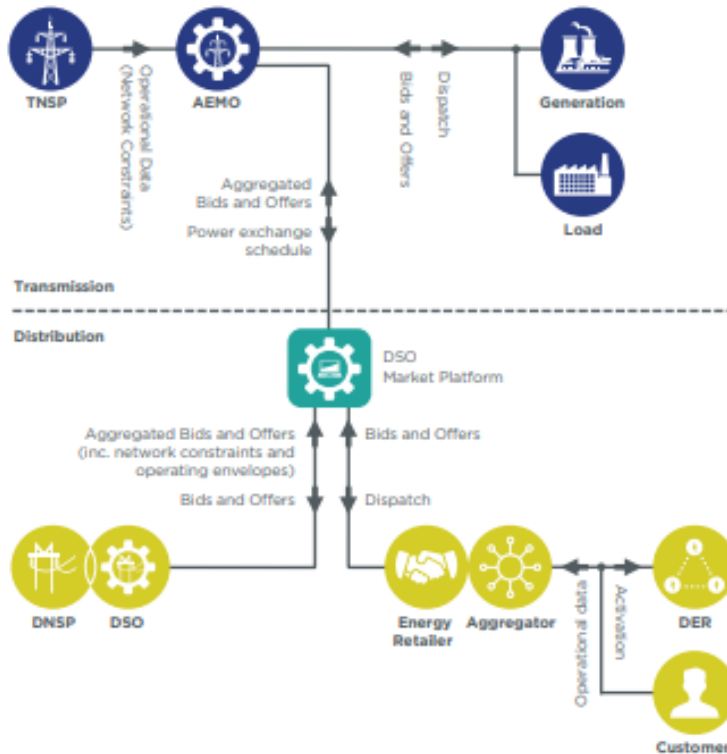 TNSP
Operational Data
(Network Constraints)
AEMO
Bids and Offers
Dispatch
Generation
Load
Aggregated
Bids and Offers
Power exchange
schedule
Transmission
Distribution
DSO
Market Platform
Aggregated Bids and Offers
(inc. network constraints and
operating envelopes)
Bids and Offers
Bids and Offers
Dispatch
DNSP
DSO
Energy
Retailer
Aggregator
Operational data
Activation
DER
Customer